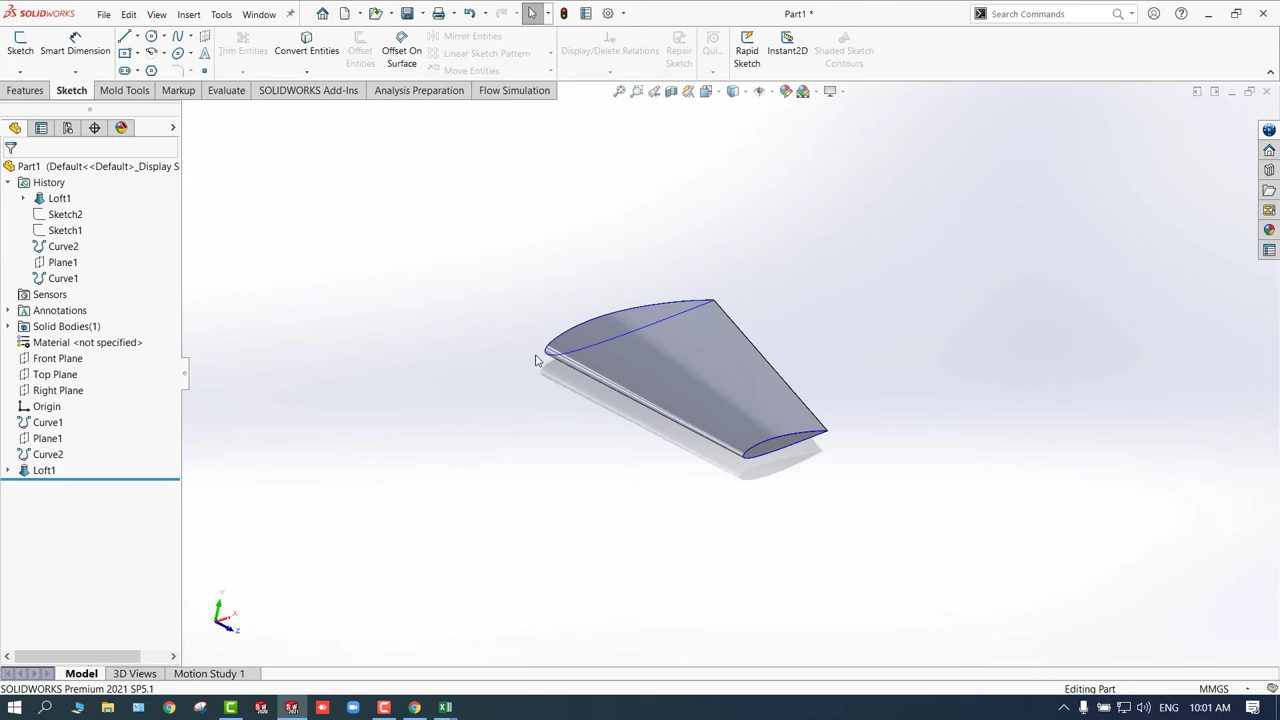 SOLIDWORKS File Edit View Insert Tools Window Part1 * Search Commands
Sketch Smart Dimension Trim Entities Convert Entities Offset Entities Offset On Surface Mirror Entities Linear Sketch Pattern Move Entities Display/Delete Relations Repair Sketch Qui... Rapid Sketch Instant2D Shaded Sketch Contours
Features Sketch Mold Tools Markup Evaluate SOLIDWORKS Add-Ins Analysis Preparation Flow Simulation
Part1 (Default<<Default>_Display S
History
Loft1
Sketch2
Sketch1
Curve2
Plane1
Curve1
Sensors
Annotations
Solid Bodies(1)
Material <not specified>
Front Plane
Top Plane
Right Plane
Origin
Curve1
Plane1
Curve2
Loft1
Y
X
Z
Model 3D Views Motion Study 1
SOLIDWORKS Premium 2021 SP5.1 Editing Part MMGS
ENG 10:01 AM